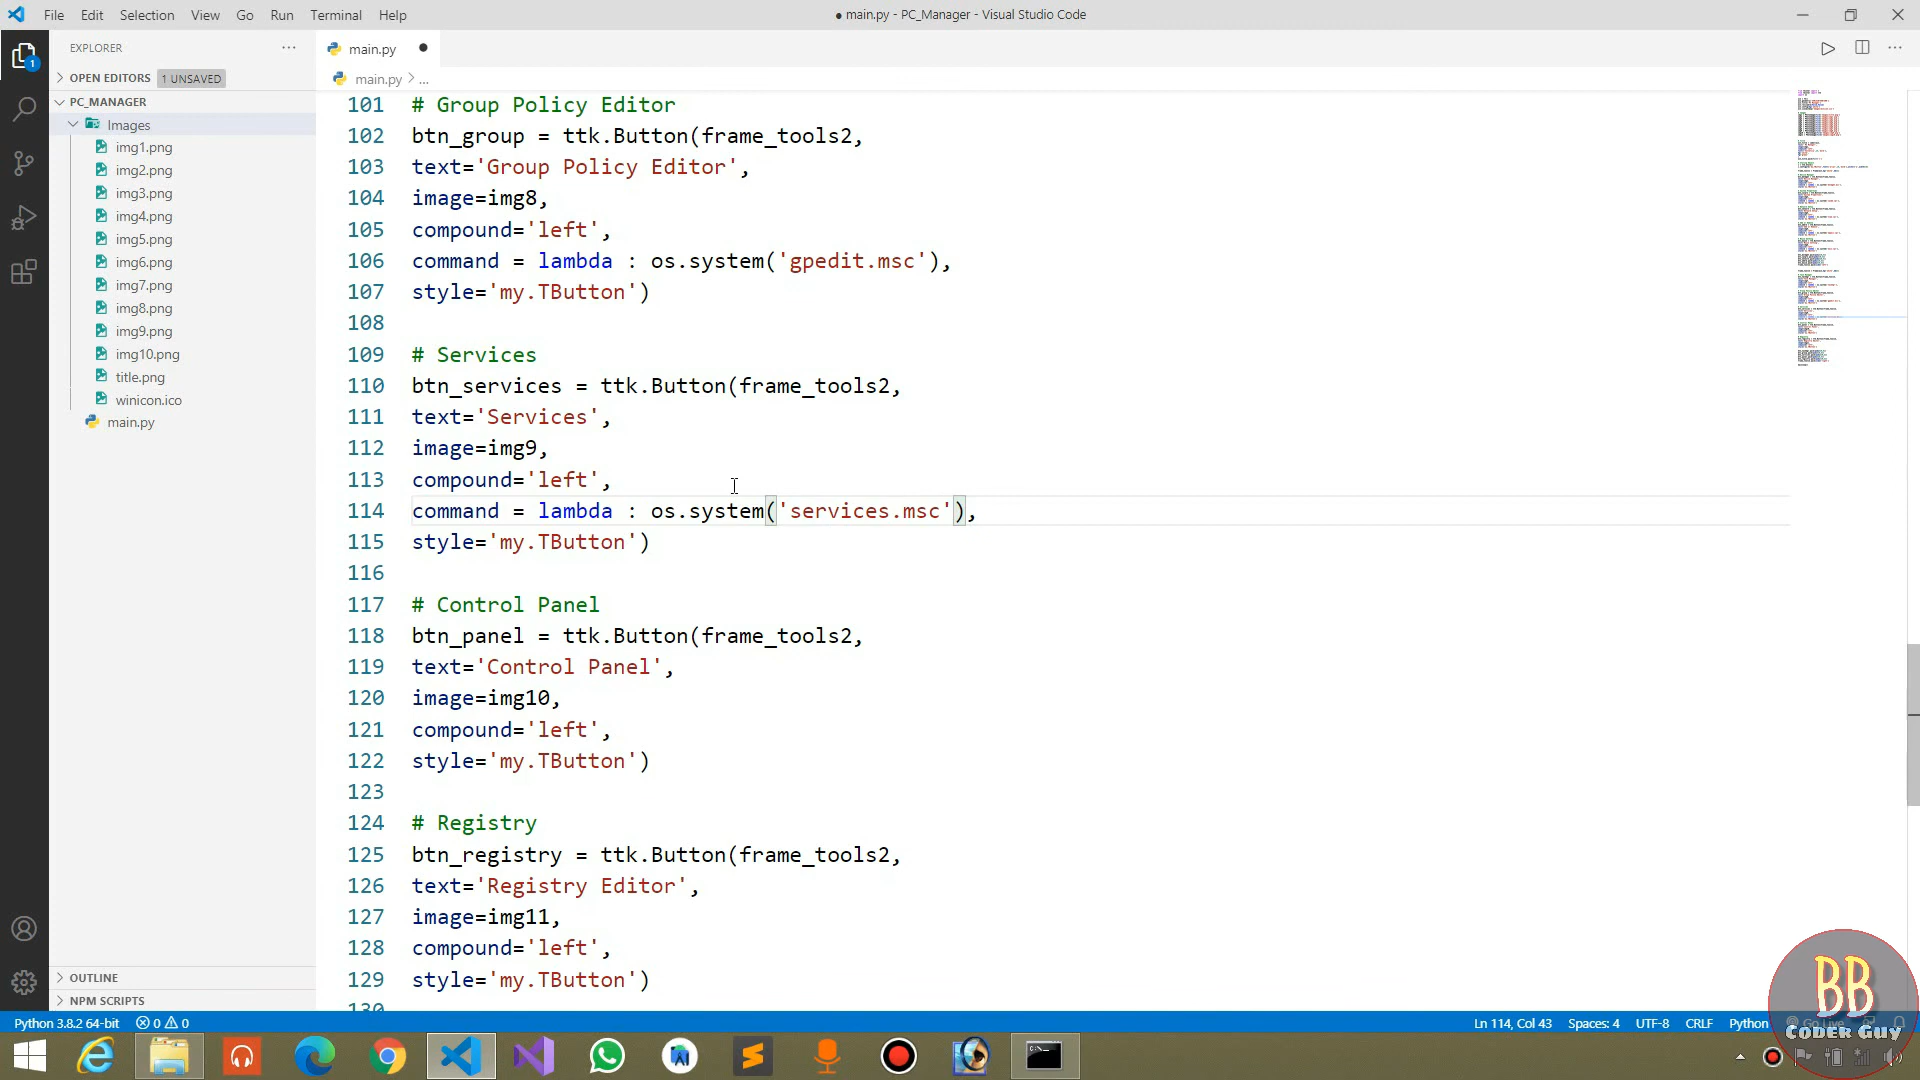 File Edit Selection View Go Run Terminal Help
● main.py - PC_Manager - Visual Studio Code
EXPLORER
main.py
OPEN EDITORS 1 UNSAVED
main.py > ...
PC_MANAGER
Images
img1.png
img2.png
img3.png
img4.png
img5.png
img6.png
img7.png
img8.png
img9.png
img10.png
title.png
winicon.ico
main.py
OUTLINE
NPM SCRIPTS
101 # Group Policy Editor
102 btn_group = ttk.Button(frame_tools2,
103 text='Group Policy Editor',
104 image=img8,
105 compound='left',
106 command = lambda : os.system('gpedit.msc'),
107 style='my.TButton')
108
109 # Services
110 btn_services = ttk.Button(frame_tools2,
111 text='Services',
112 image=img9,
113 compound='left',
114 command = lambda : os.system('services.msc'),
115 style='my.TButton')
116
117 # Control Panel
118 btn_panel = ttk.Button(frame_tools2,
119 text='Control Panel',
120 image=img10,
121 compound='left',
122 style='my.TButton')
123
124 # Registry
125 btn_registry = ttk.Button(frame_tools2,
126 text='Registry Editor',
127 image=img11,
128 compound='left',
129 style='my.TButton')
130
Python 3.8.2 64-bit 0 0
Ln 114, Col 43 Spaces: 4 UTF-8 CRLF Python Go Live
BB
CODER GUY